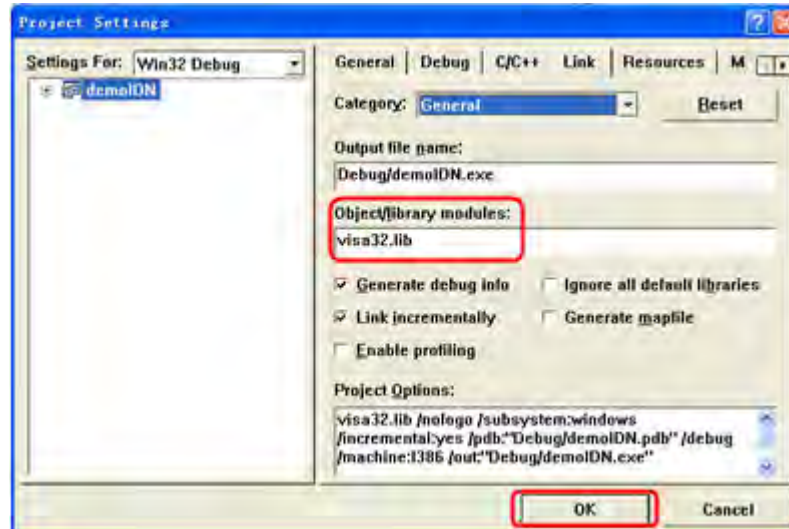 Project Settings
Settings For: Win32 Debug
demoIDN
General Debug C/C++ Link Resources M
Category: General Reset
Output file name:
Debug/demoIDN.exe
Object/library modules:
visa32.lib
Generate debug info Ignore all default libraries
Link incrementally Generate mapfile
Enable profiling
Project Options:
visa32.lib /nologo /subsystem:windows
/incremental:yes /pdb:"Debug/demoIDN.pdb" /debug
/machine:I386 /out:"Debug/demoIDN.exe"
OK Cancel